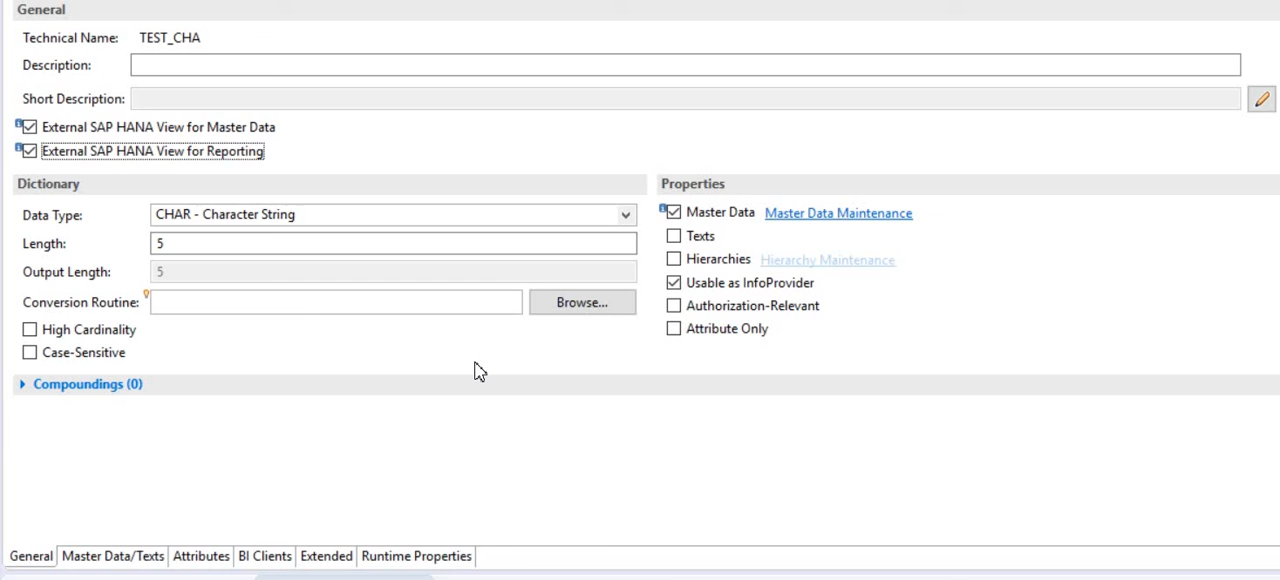 General
Technical Name: TEST_CHA
Description:
Short Description:
External SAP HANA View for Master Data
External SAP HANA View for Reporting
Dictionary
Data Type: CHAR - Character String
Length: 5
Output Length: 5
Conversion Routine: Browse...
High Cardinality
Case-Sensitive
Properties
Master Data Master Data Maintenance
Texts
Hierarchies Hierarchy Maintenance
Usable as InfoProvider
Authorization-Relevant
Attribute Only
Compoundings (0)
General Master Data/Texts Attributes BI Clients Extended Runtime Properties